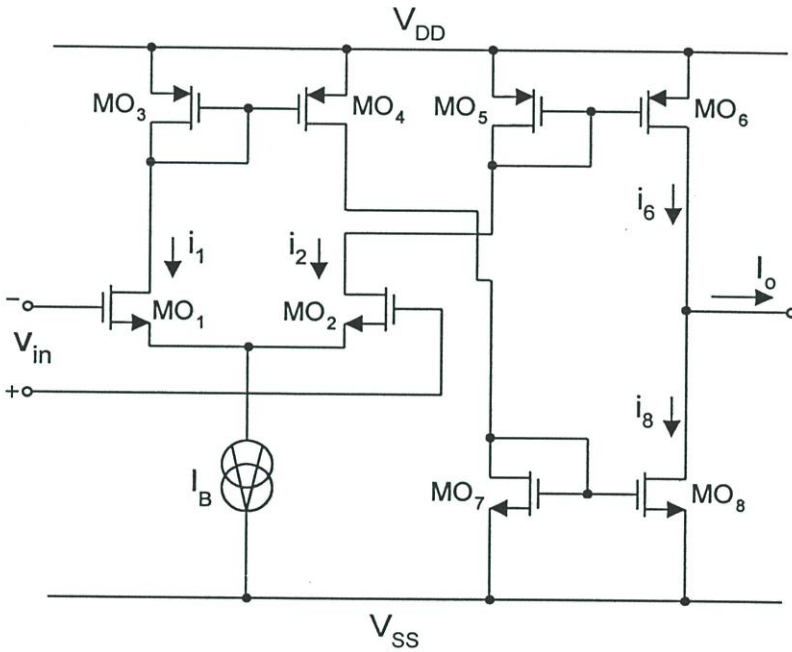 V_DD
MO_3
MO_4
MO_5
MO_6
i_1
i_2
i_6
I_o
−
MO_1
MO_2
V_in
+
i_8
I_B
MO_7
MO_8
V_SS